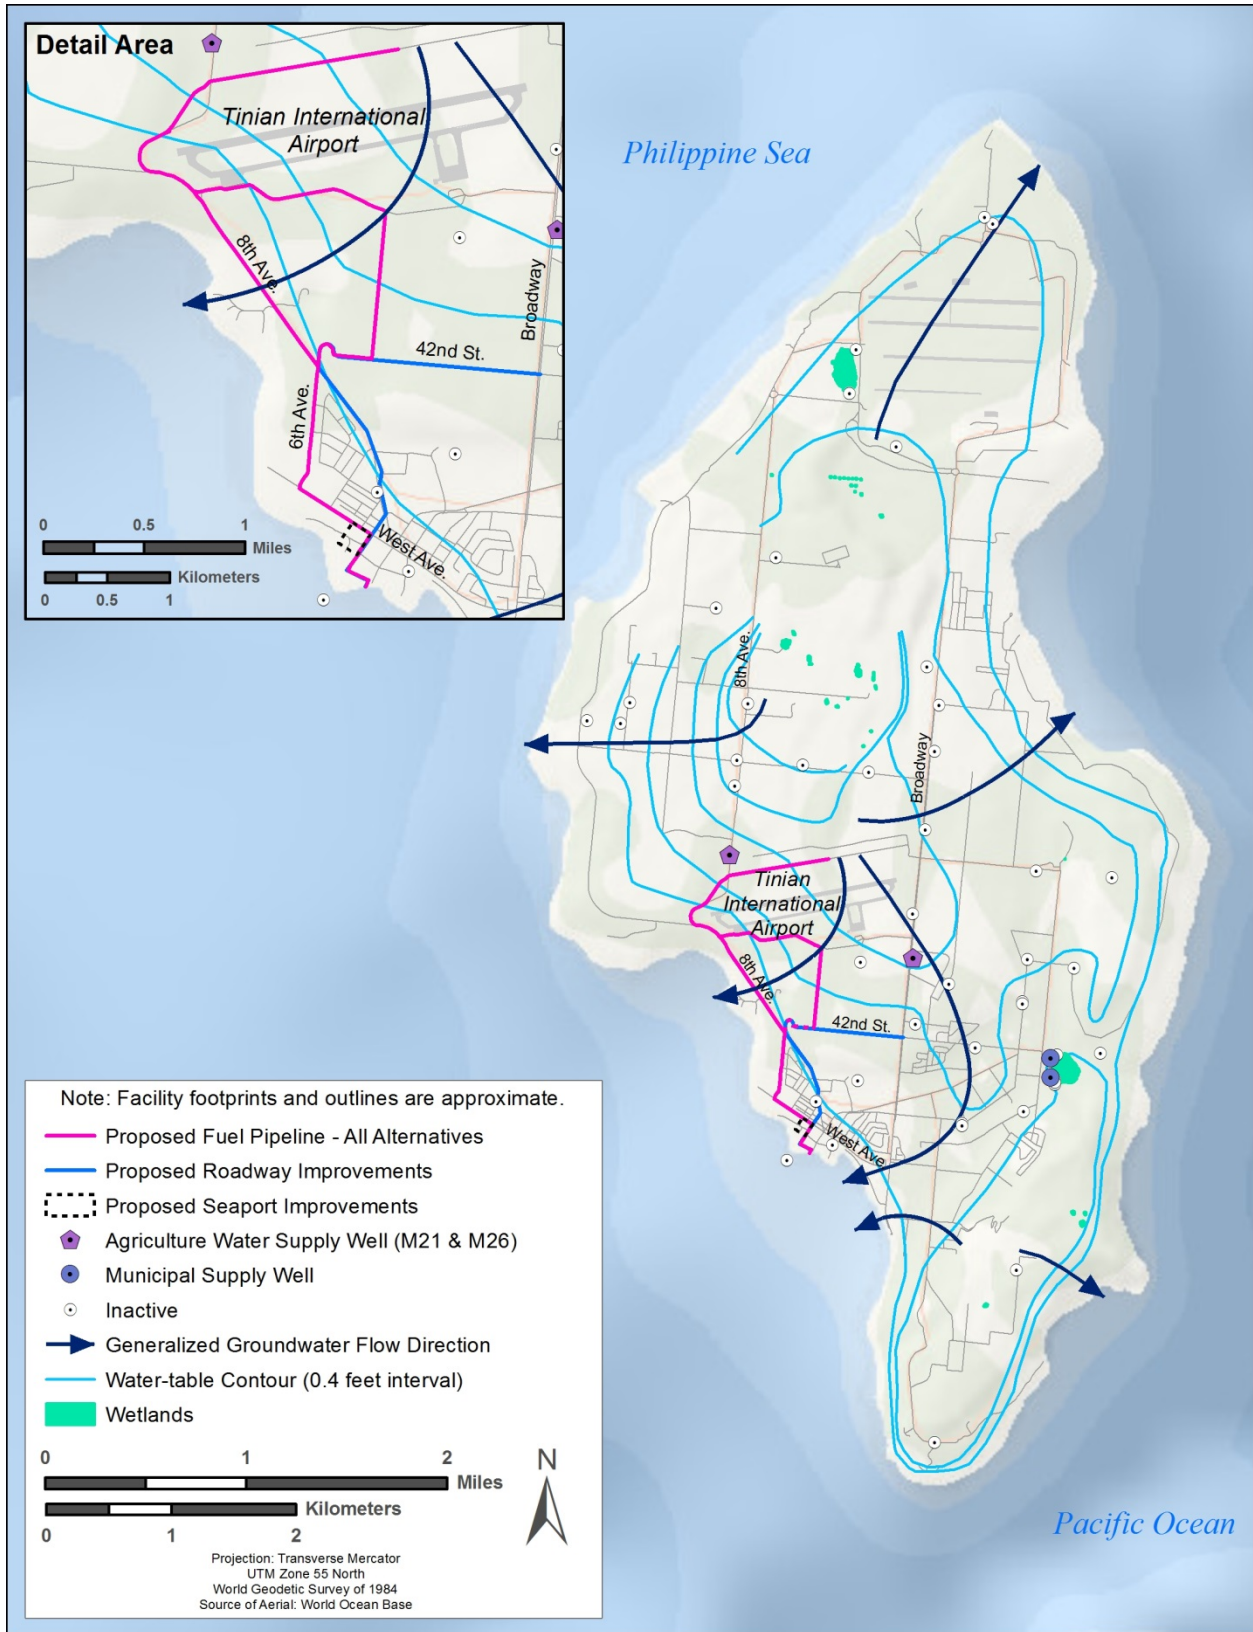 Detail Area
Tinian International
Airport
8th Ave.
Broadway
42nd St.
6th Ave.
West Ave.
0 0.5 1
Miles
Kilometers
0 0.5 1
Philippine Sea
8th Ave.
Broadway
Tinian
International
Airport
8th Ave.
42nd St.
West Ave.
Note: Facility footprints and outlines are approximate.
Proposed Fuel Pipeline - All Alternatives
Proposed Roadway Improvements
Proposed Seaport Improvements
Agriculture Water Supply Well (M21 & M26)
Municipal Supply Well
Inactive
Generalized Groundwater Flow Direction
Water-table Contour (0.4 feet interval)
Wetlands
0 1 2
Miles
Kilometers
0 1 2
N
Projection: Transverse Mercator
UTM Zone 55 North
World Geodetic Survey of 1984
Source of Aerial: World Ocean Base
Pacific Ocean